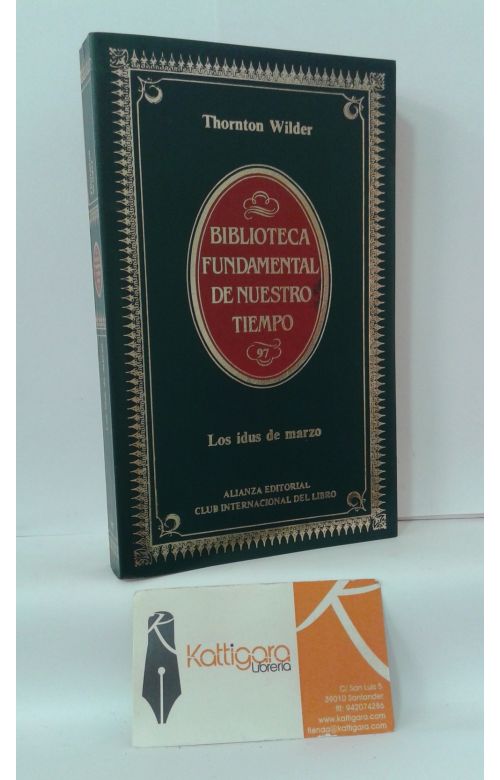 Thornton Wilder
BIBLIOTECA
FUNDAMENTAL
DE NUESTRO
TIEMPO
97
Los idus de marzo
ALIANZA EDITORIAL
CLUB INTERNACIONAL DEL LIBRO
Kattigara
Librería
C/ San Luis 5
39010 Santander
tlf: 942074286
www.kattigara.com
tienda@kattigara.com